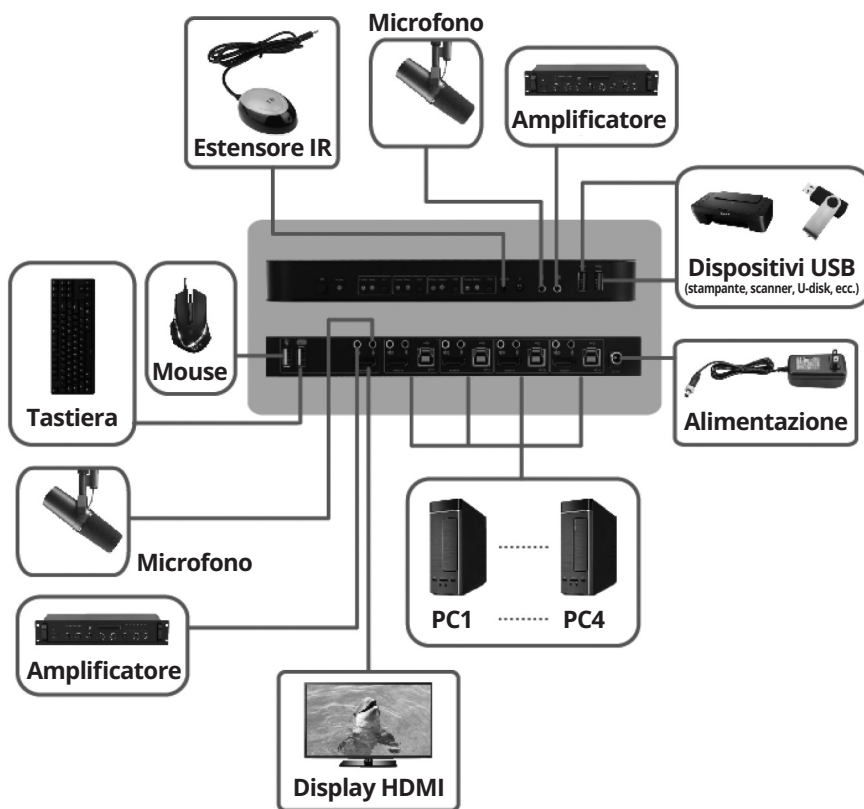 Microfono
Estensore IR
Amplificatore
Dispositivi USB
(stampante, scanner, U-disk, ecc.)
Mouse
Tastiera
Alimentazione
Microfono
PC1
PC4
Amplificatore
Display HDMI